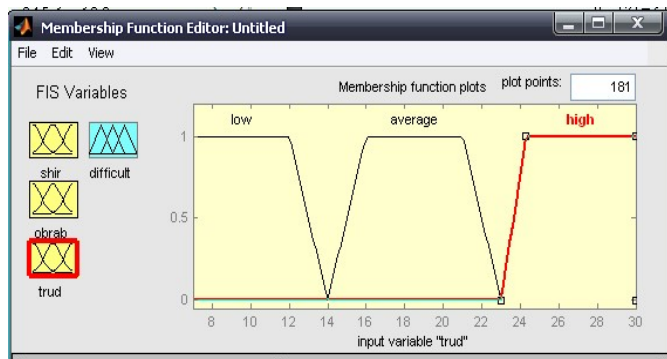 Membership Function Editor: Untitled
File Edit View
FIS Variables
Membership function plots plot points: 181
shir difficult
obrab
trud
low average high
1
0.5
0
8 10 12 14 16 18 20 22 24 26 28 30
input variable "trud"